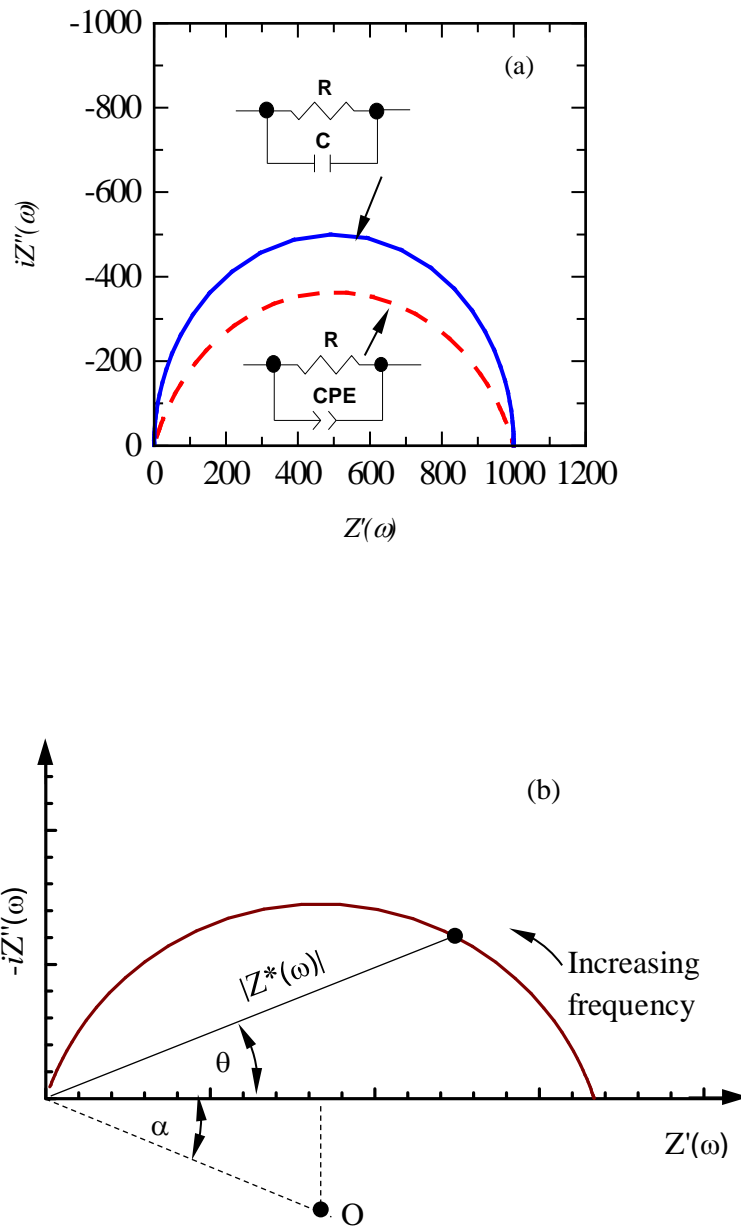 -1000
(a)
R
-800
C
-600
iZ"(ω)
-400
R
-200
CPE
0
0 200 400 600 800 1000 1200
Z'(ω)
(b)
-iZ"(ω)
|Z*(ω)|
Increasing
frequency
θ
α
Z'(ω)
O